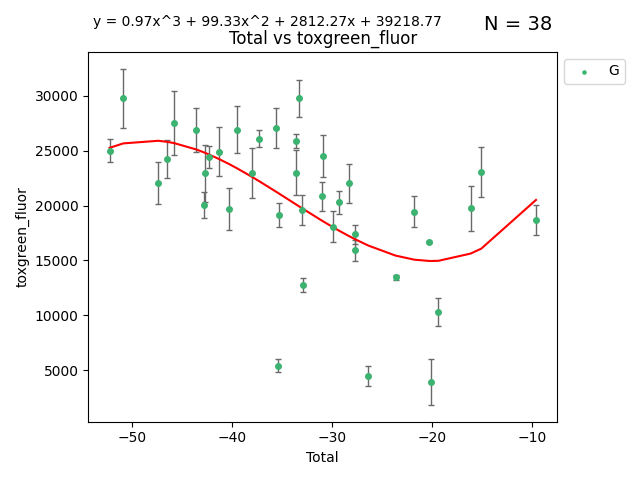 y = 0.97x^3 + 99.33x^2 + 2812.27x + 39218.77
N = 38
Total vs toxgreen_fluor
G
30000
25000
20000
15000
10000
5000
toxgreen_fluor
−50
−40
−30
−20
−10
Total